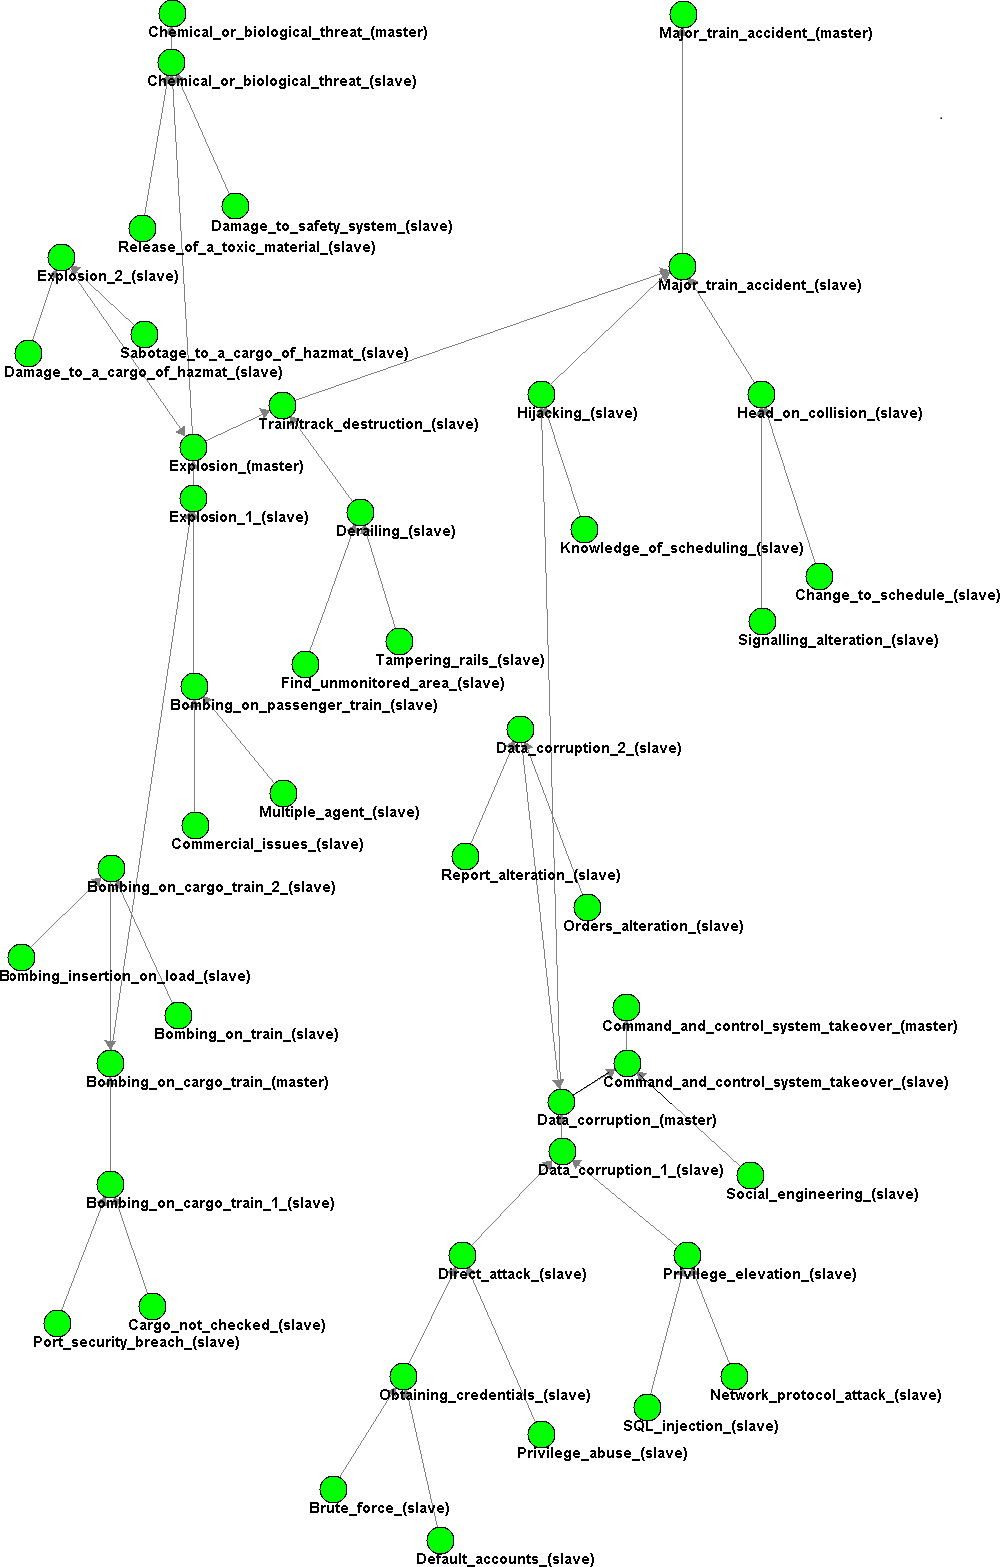 Chemical_or_biological_threat_(master)
Major_train_accident_(master)
Chemical_or_biological_threat_(slave)
Damage_to_safety_system_(slave)
Release_of_a_toxic_material_(slave)
Explosion_2_(slave)
Major_train_accident_(slave)
Sabotage_to_a_cargo_of_hazmat_(slave)
Damage_to_a_cargo_of_hazmat_(slave)
Hijacking_(slave)
Head_on_collision_(slave)
Train/track_destruction_(slave)
Explosion_(master)
Explosion_1_(slave)
Derailing_(slave)
Knowledge_of_scheduling_(slave)
Change_to_schedule_(slave)
Signalling_alteration_(slave)
Tampering_rails_(slave)
Find_unmonitored_area_(slave)
Bombing_on_passenger_train_(slave)
Data_corruption_2_(slave)
Multiple_agent_(slave)
Commercial_issues_(slave)
Report_alteration_(slave)
Bombing_on_cargo_train_2_(slave)
Orders_alteration_(slave)
Bombing_insertion_on_load_(slave)
Command_and_control_system_takeover_(master)
Bombing_on_train_(slave)
Bombing_on_cargo_train_(master)
Command_and_control_system_takeover_(slave)
Data_corruption_(master)
Data_corruption_1_(slave)
Social_engineering_(slave)
Bombing_on_cargo_train_1_(slave)
Direct_attack_(slave)
Privilege_elevation_(slave)
Cargo_not_checked_(slave)
Port_security_breach_(slave)
Obtaining_credentials_(slave)
Network_protocol_attack_(slave)
SQL_injection_(slave)
Privilege_abuse_(slave)
Brute_force_(slave)
Default_accounts_(slave)